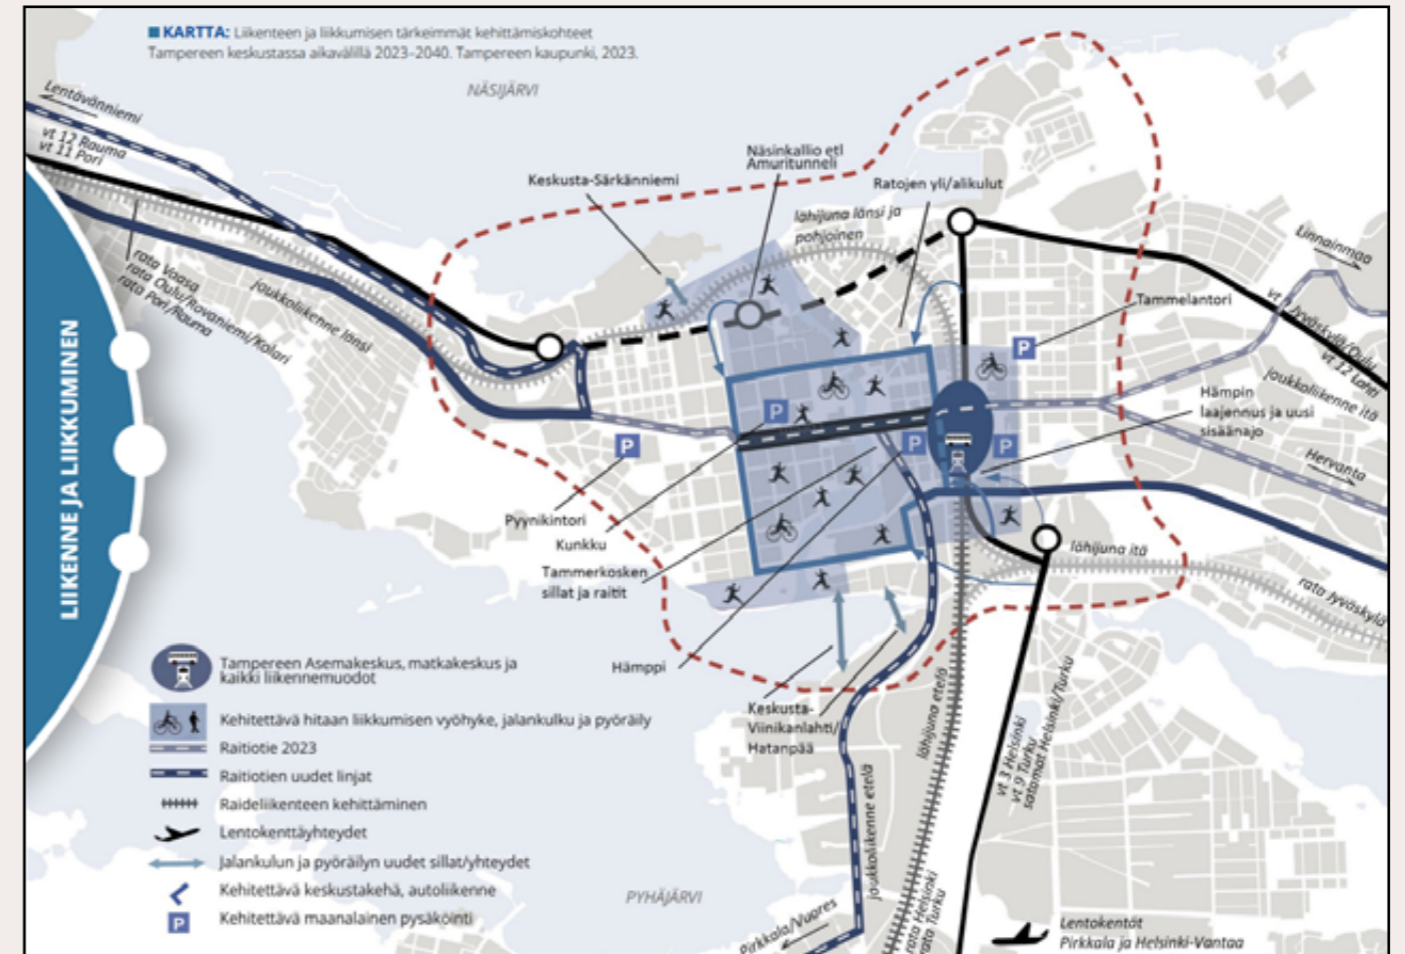 KARTTA: Liikenteen ja liikkumisen tärkeimmät kehittämiskohteet
Tampereen keskustassa aikavälillä 2023–2040. Tampereen kaupunki, 2023.
NÄSIJÄRVI
Lentävänniemi
vt 12 Rauma
vt 11 Pori
Näsinkallio etl
Amuritunneli
Keskusta-Särkänniemi
Ratojen yli/alikulut
lähijuna länsi ja
pohjoinen
Linnainmaa
rata Vaasa
rata Oulu/Rovaniemi/Kolari
rata Pori/Rauma
joukkoliikenne länsi
Tammelantori
vt 9 Jyväskylä/Oulu
vt 12 Lahti
joukkoliikenne itä
Hämpin
laajennus ja uusi
sisäänajo
Hervanta
P
P
P
P
P
LIIKENNE JA LIIKKUMINEN
Pyynikintori
Kunkku
Tammerkosken
sillat ja raitit
lähijuna itä
rata Jyväskylä
Hämppi
Keskusta-
Viinikanlahti/
Hatanpää
lähijuna etelä
vt 3 Helsinki
vt 9 Turku
satamat Helsinki/Turku
joukkoliikenne etelä
Tampereen Asemakeskus, matkakeskus ja
kaikki liikennemuodot
Kehitettävä hitaan liikkumisen vyöhyke, jalankulku ja pyöräily
Raitiotie 2023
Raitiotien uudet linjat
Raideliikenteen kehittäminen
Lentokenttäyhteydet
Jalankulun ja pyöräilyn uudet sillat/yhteydet
Kehitettävä keskustakehä, autoliikenne
P Kehitettävä maanalainen pysäköinti
PYHÄJÄRVI
Pirkkala/Vuores
rata Helsinki
rata Turku
Lentokentät
Pirkkala ja Helsinki-Vantaa